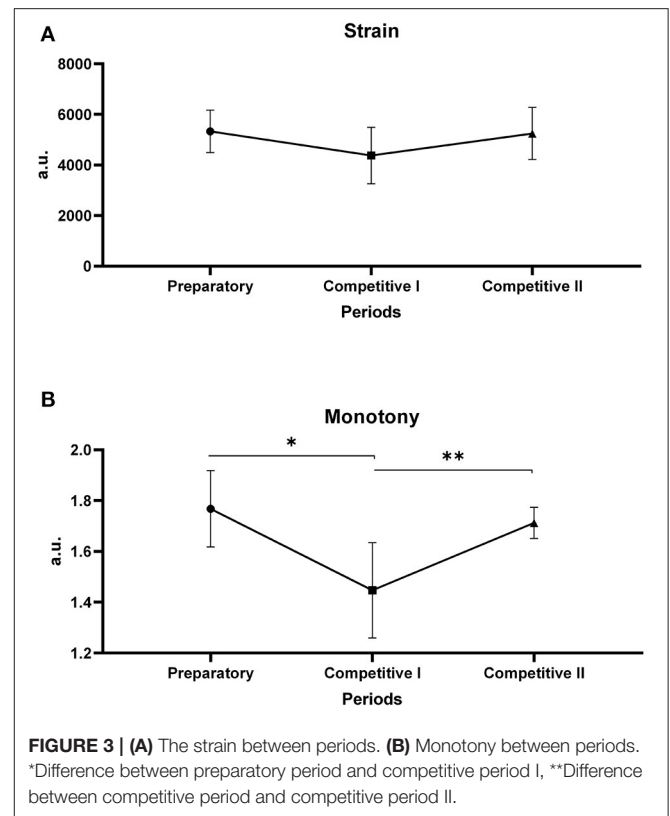 A
Strain
8000
6000
4000
2000
0
a.u.
Preparatory Competitive I Competitive II
Periods
B
Monotony
* **
2.0
1.8
1.6
1.4
1.2
a.u.
Preparatory Competitive I Competitive II
Periods
FIGURE 3 | (A) The strain between periods. (B) Monotony between periods.
*Difference between preparatory period and competitive period I, **Difference
between competitive period and competitive period II.